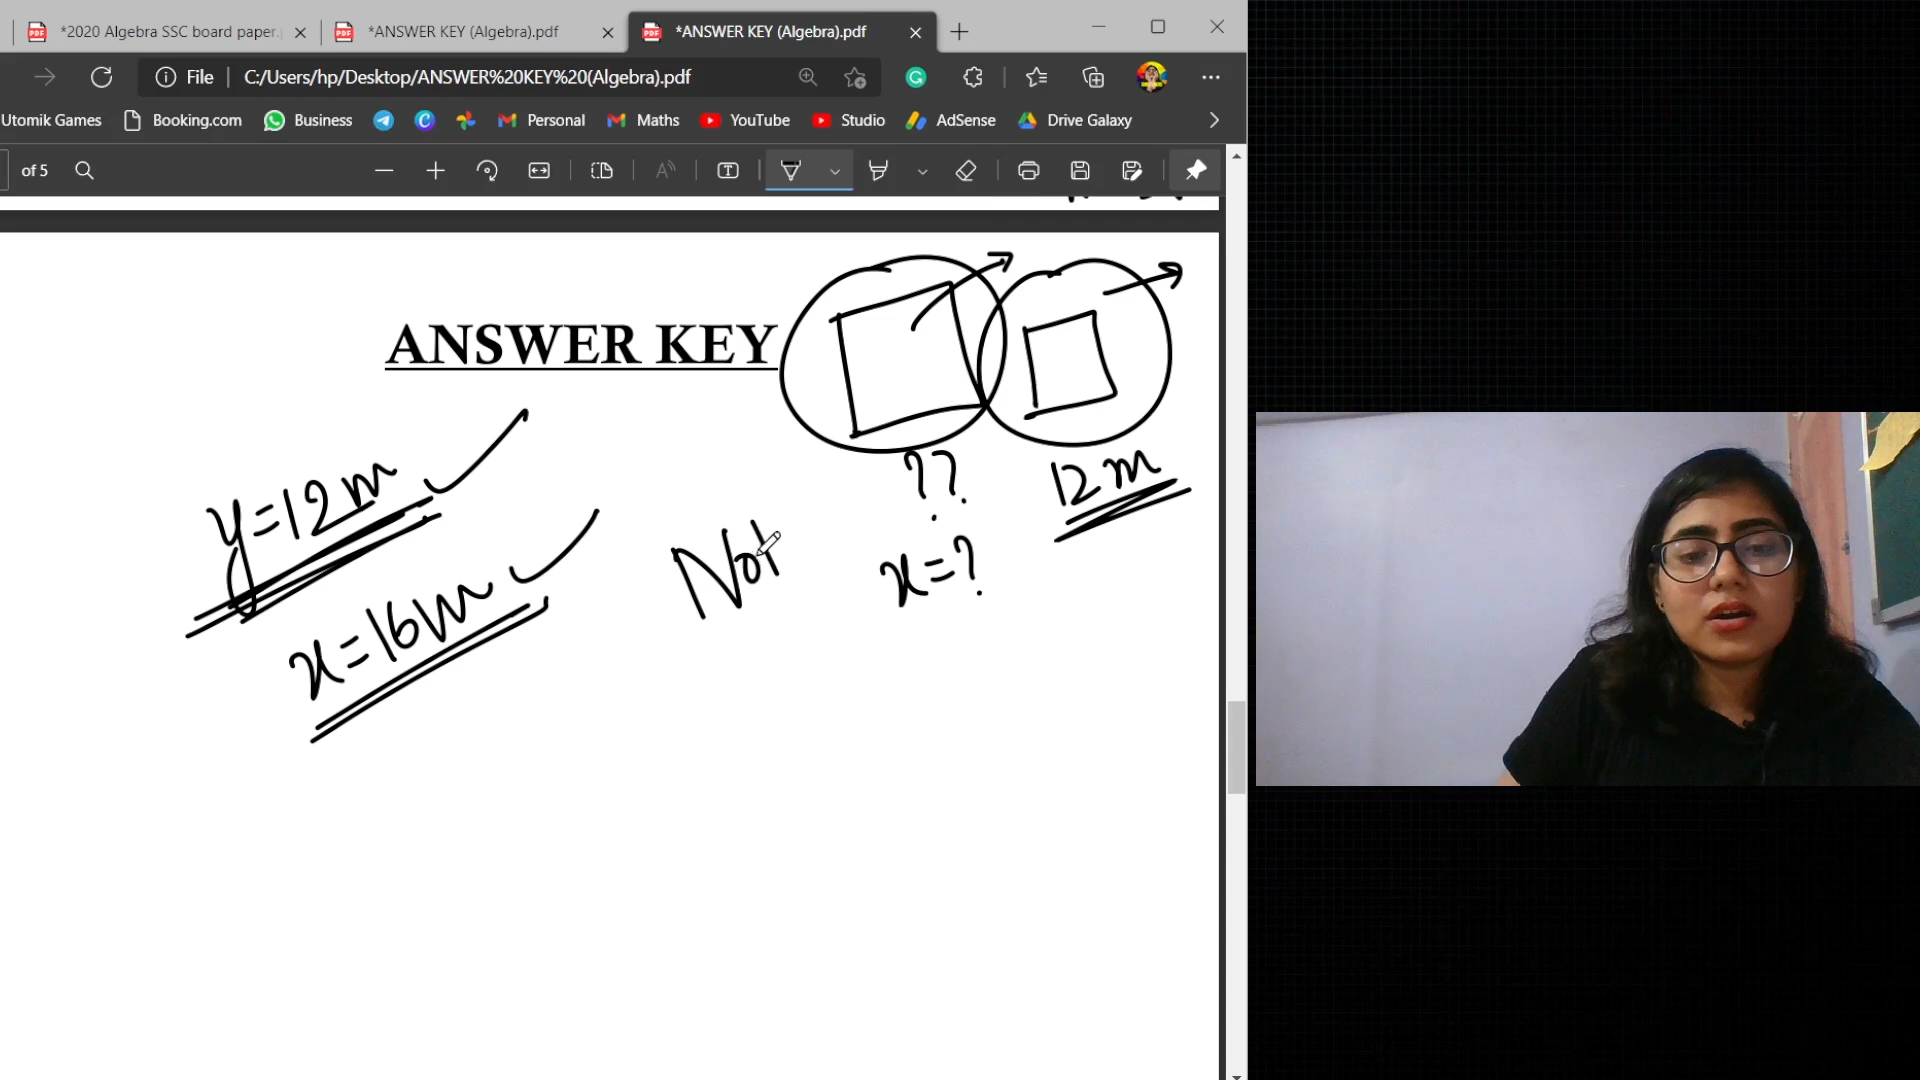 *2020 Algebra SSC board paper.p
*ANSWER KEY (Algebra).pdf
*ANSWER KEY (Algebra).pdf
File
C:/Users/hp/Desktop/ANSWER%20KEY%20(Algebra).pdf
Utomik Games
Booking.com
Business
Personal
Maths
YouTube
Studio
AdSense
Drive Galaxy
of 5
ANSWER KEY
y=12m
x=16m
Not
??
x=?
12m